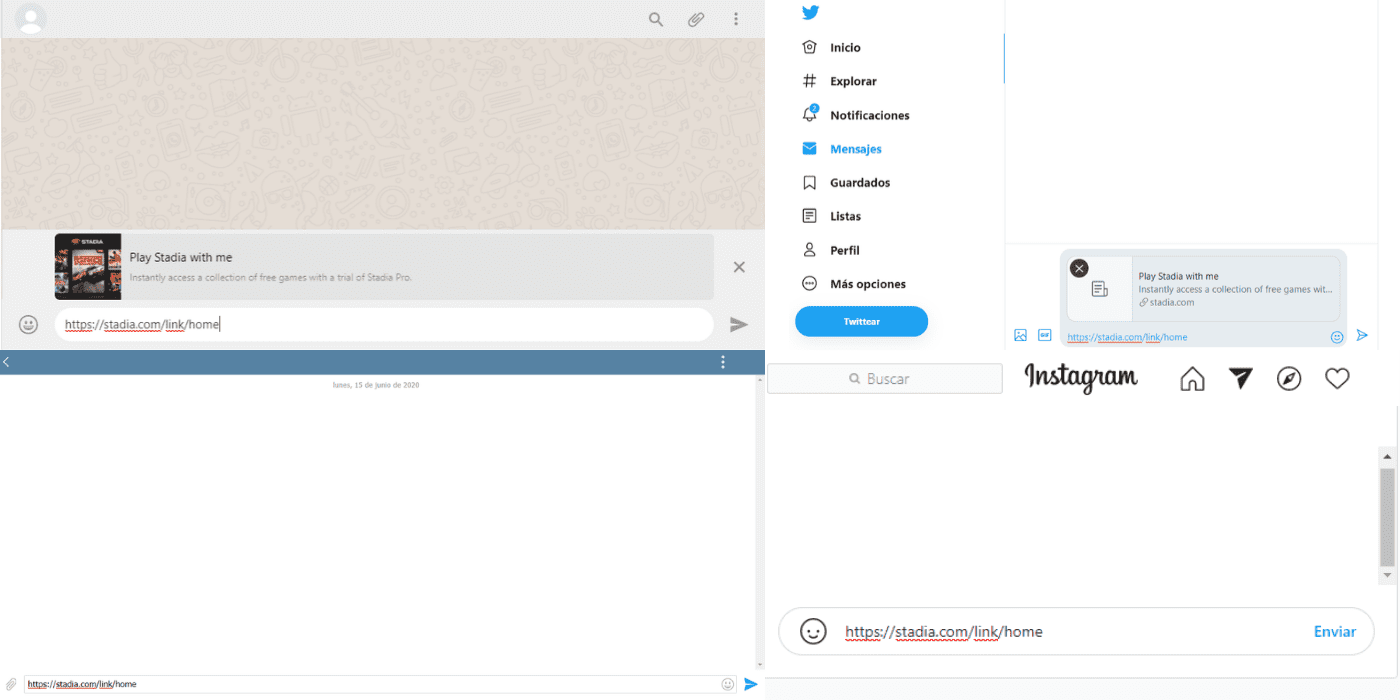 STADIA
Play Stadia with me
Instantly access a collection of free games with a trial of Stadia Pro.
https://stadia.com/link/home
Inicio
Explorar
2
Notificaciones
Mensajes
Guardados
Listas
Perfil
Más opciones
Twittear
Play Stadia with me
Instantly access a collection of free games wit...
stadia.com
GIF
https://stadia.com/link/home
lunes, 15 de junio de 2020
https://stadia.com/link/home
Buscar
Instagram
https://stadia.com/link/home
Enviar